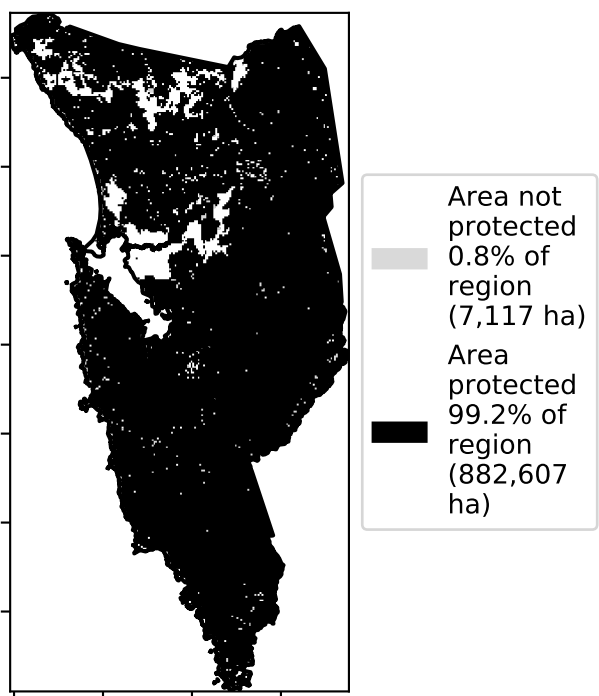 Area not
protected
0.8% of
region
(7,117 ha)
Area
protected
99.2% of
region
(882,607
ha)